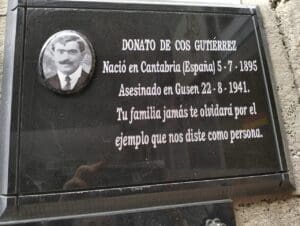 DONATO DE COS GUTIÉRREZ
Nació en Cantabria (España) 5 - 7 - 1895
Asesinado en Gusen 22 - 8 - 1941.
Tu familia jamás te olvidará por el
ejemplo que nos diste como persona.